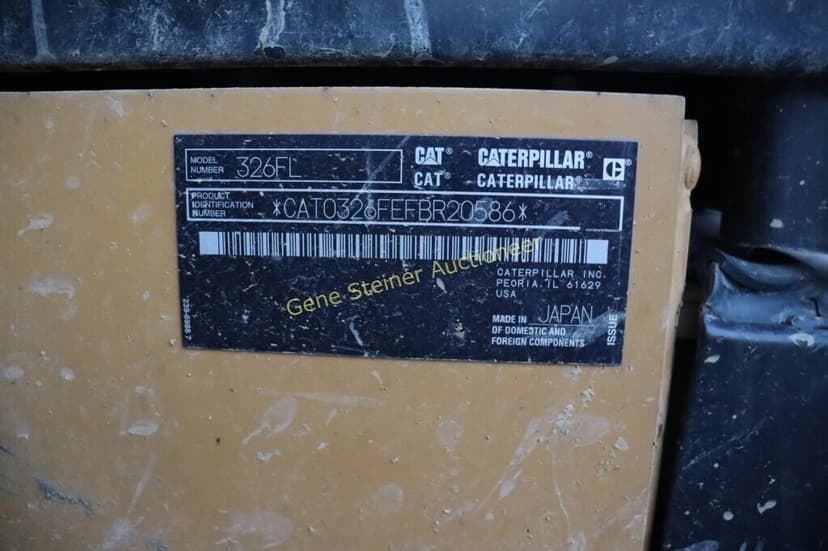 MODEL NUMBER 326FL
CAT® CATERPILLAR®
CAT® CATERPILLAR®
PRODUCT IDENTIFICATION NUMBER *CAT0326FEFBR20586*
Gene Steiner Auctioneer
CATERPILLAR INC.
PEORIA, IL 61629
USA
MADE IN JAPAN
OF DOMESTIC AND
FOREIGN COMPONENTS
ISSUE